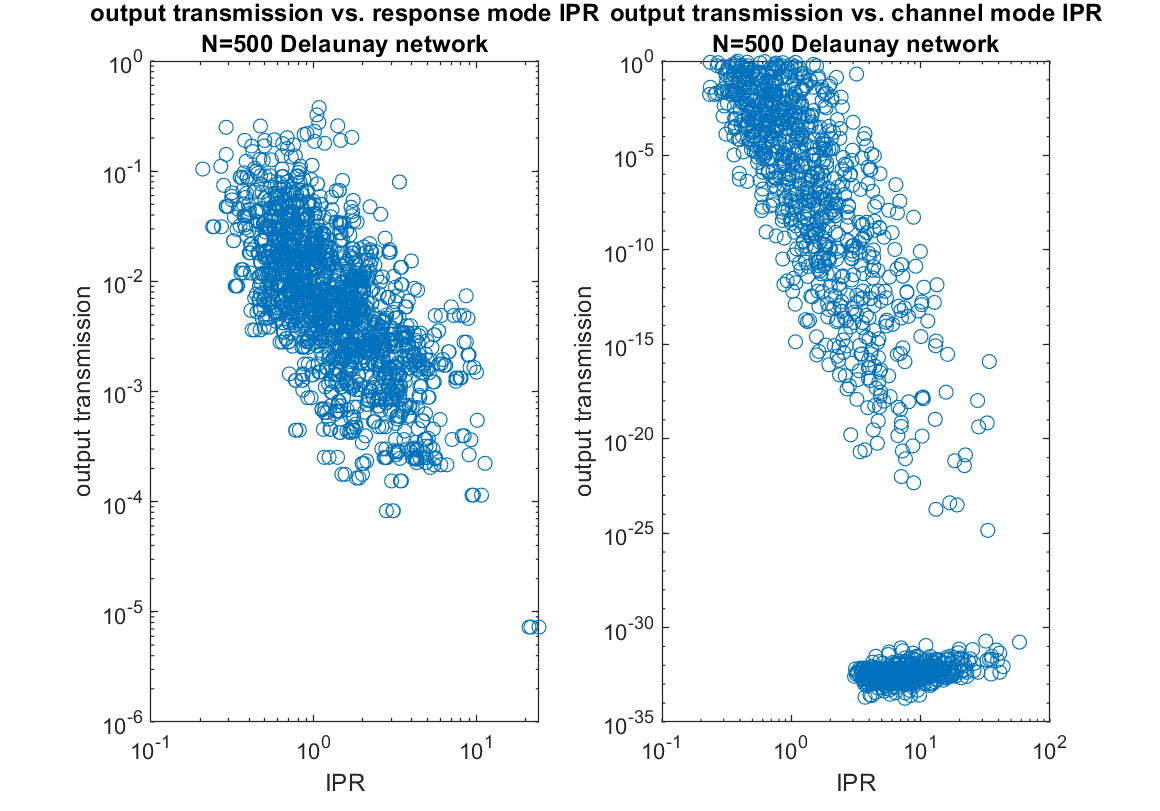 output transmission vs. response mode IPR
N=500 Delaunay network
output transmission
10^0
10^-1
10^-2
10^-3
10^-4
10^-5
10^-6
10^-1
10^0
10^1
IPR
output transmission vs. channel mode IPR
N=500 Delaunay network
output transmission
10^0
10^-5
10^-10
10^-15
10^-20
10^-25
10^-30
10^-35
10^-1
10^0
10^1
10^2
IPR